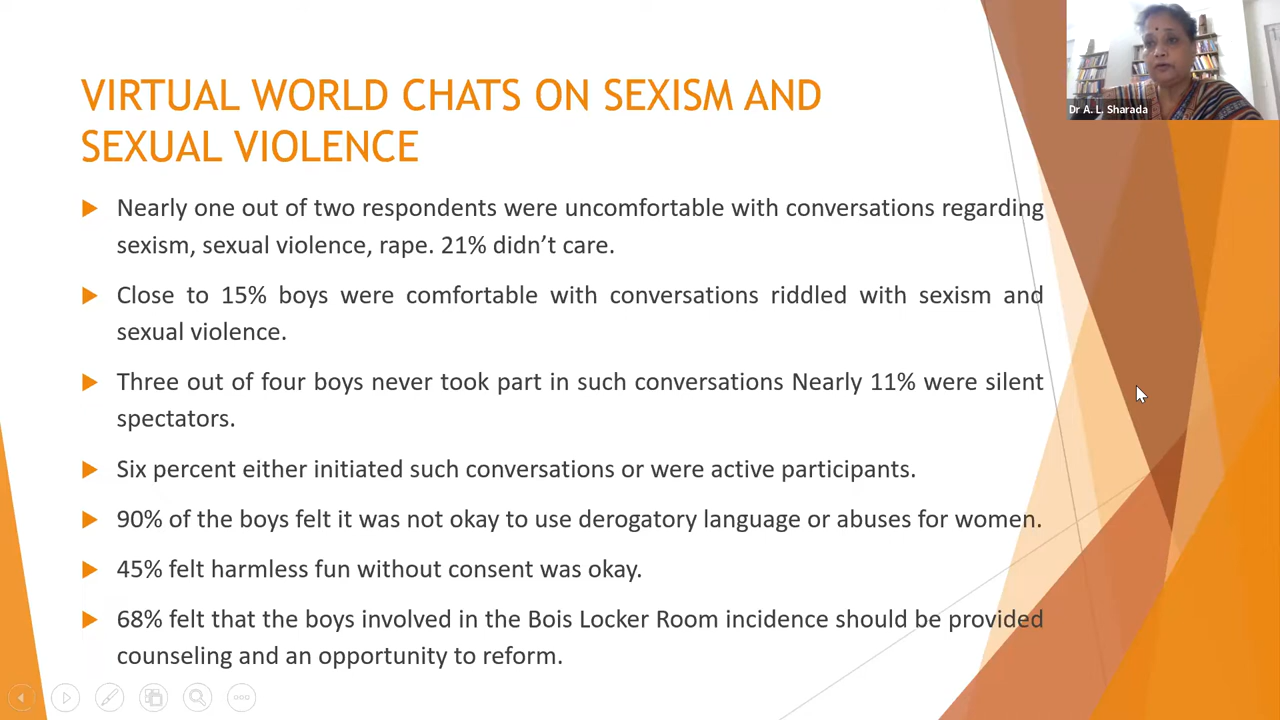 VIRTUAL WORLD CHATS ON SEXISM AND
SEXUAL VIOLENCE
Dr A. L. Sharada
Nearly one out of two respondents were uncomfortable with conversations regarding
sexism, sexual violence, rape. 21% didn’t care.
Close to 15% boys were comfortable with conversations riddled with sexism and
sexual violence.
Three out of four boys never took part in such conversations Nearly 11% were silent
spectators.
Six percent either initiated such conversations or were active participants.
90% of the boys felt it was not okay to use derogatory language or abuses for women.
45% felt harmless fun without consent was okay.
68% felt that the boys involved in the Bois Locker Room incidence should be provided
counseling and an opportunity to reform.